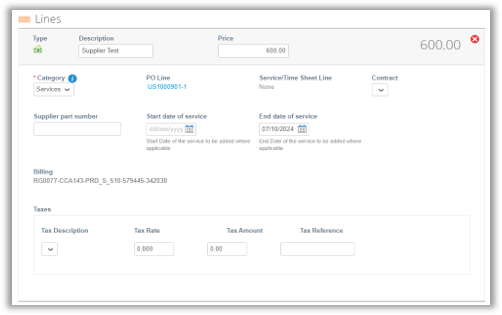 Lines
Type Description Price
Supplier Test 600.00 600.00
* Category PO Line Service/Time Sheet Line Contract
Services US1000901-1 None
Supplier part number Start date of service End date of service
dd/mm/yyyy 07/10/2024
Start Date of the service to be added where applicable End Date of the service to be added where applicable
Billing
RG0077-CCA143-PRD_S_510-579445-342030
Taxes
Tax Description Tax Rate Tax Amount Tax Reference
0.000 0.00